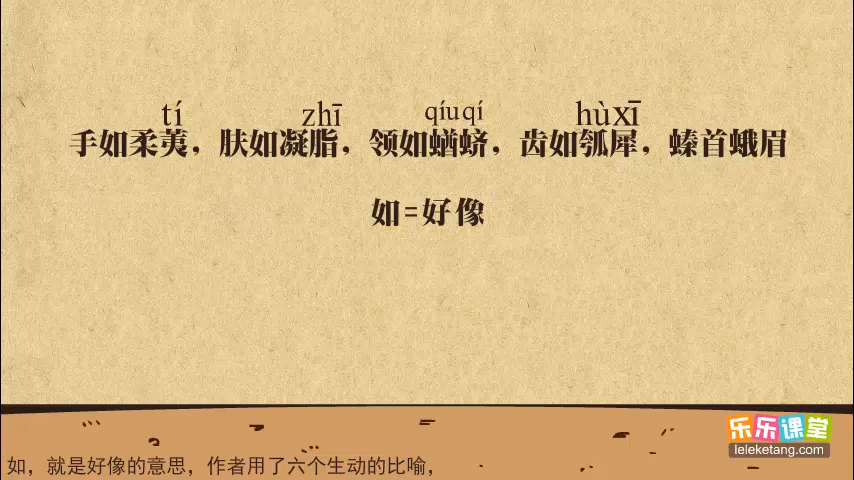 tí zhī qíuqí hùxī
手如柔荑，肤如凝脂，领如蝤蛴，齿如瓠犀，螓首蛾眉
如=好像
乐乐课堂
leleketang.com
如，就是好像的意思，作者用了六个生动的比喻，